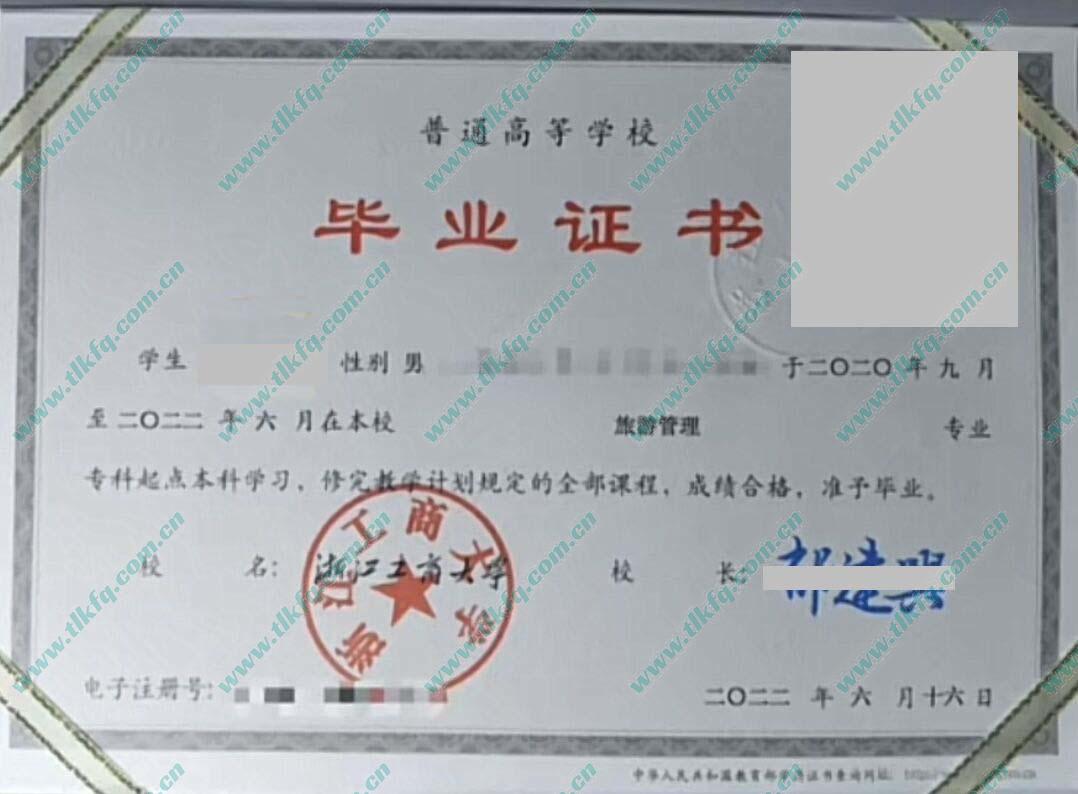 普通高等学校
毕业证书
学生 性别 男 于二〇二〇年九月
至二〇二二年六月在本校 旅游管理 专业
专科起点本科学习，修完教学计划规定的全部课程，成绩合格，准予毕业。
校 名：浙江工商大学 校 长：
浙江工商大学
电子注册号： 二〇二二年六月十六日
中华人民共和国教育部学历证书查询网址：
www.tlkfq.com.cn